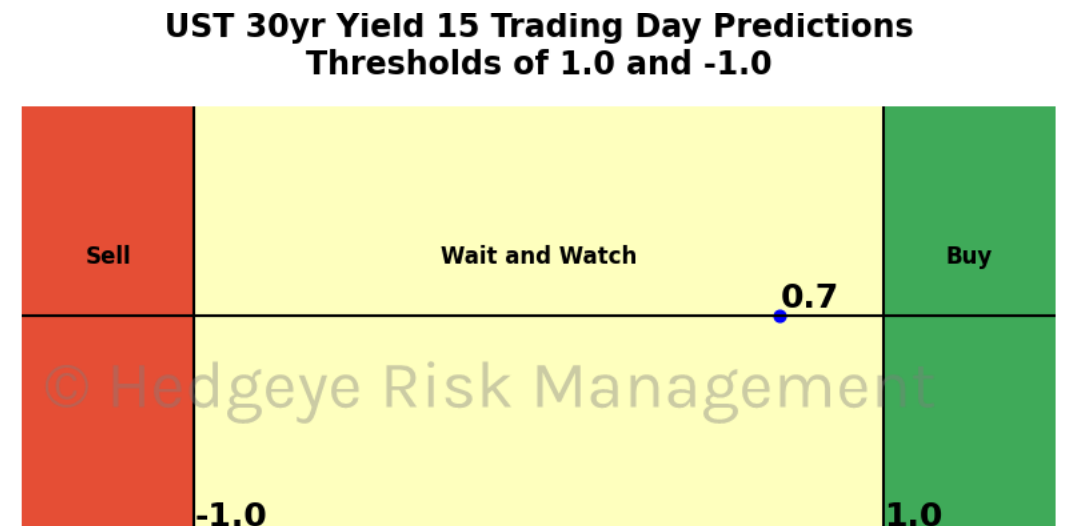 UST 30yr Yield 15 Trading Day Predictions
Thresholds of 1.0 and -1.0
Sell
Wait and Watch
Buy
0.7
© Hedgeye Risk Management
-1.0
1.0